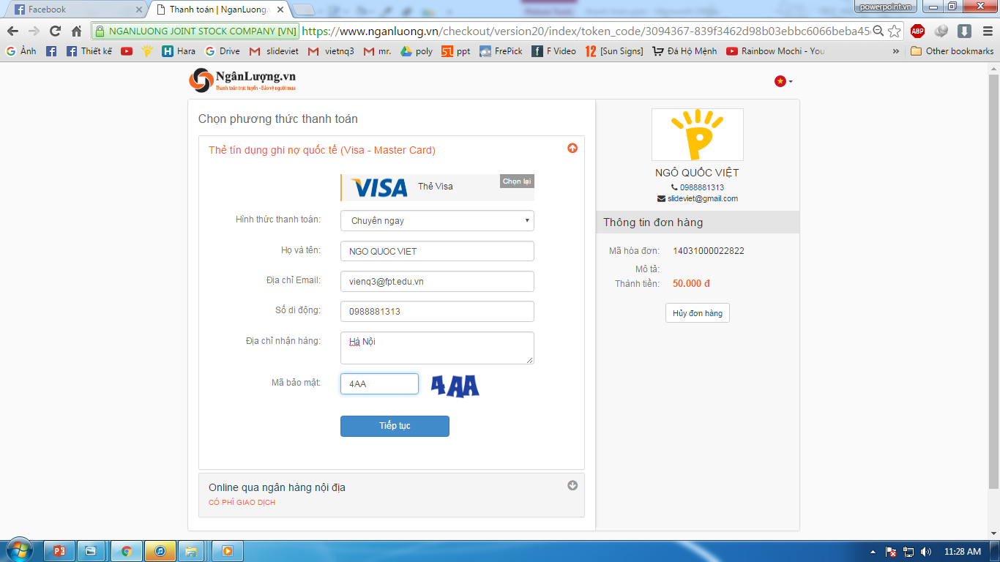 Facebook
Thanh toán | NganLuong.v
powerpoint.vn
NGANLUONG JOINT STOCK COMPANY [VN]
https://www.nganluong.vn/checkout/version20/index/token_code/3094367-839f3462d98b03ebbc6066beba45
ABP
Ảnh
Thiết kế
Hara
Drive
slideviet
vietnq3
mr.
poly
ppt
FrePick
F Video
[Sun Signs]
Đá Hộ Mệnh
Rainbow Mochi - You
»
Other bookmarks
NgânLượng.vn
Thanh toán trực tuyến - Bảo vệ người mua
Chọn phương thức thanh toán
Thẻ tín dụng ghi nợ quốc tế (Visa - Master Card)
VISA
Thẻ Visa
Chọn lại
Hình thức thanh toán:
Chuyển ngay
Họ và tên:
NGO QUOC VIET
Địa chỉ Email:
vienq3@fpt.edu.vn
Số di động:
0988881313
Địa chỉ nhận hàng:
Hà Nội
Mã bảo mật:
4AA
4AA
Tiếp tục
Online qua ngân hàng nội địa
CÓ PHÍ GIAO DỊCH
P
NGÔ QUỐC VIỆT
0988881313
slideviet@gmail.com
Thông tin đơn hàng
Mã hóa đơn:
14031000022822
Mô tả:
Thành tiền:
50.000 đ
Hủy đơn hàng
11:28 AM